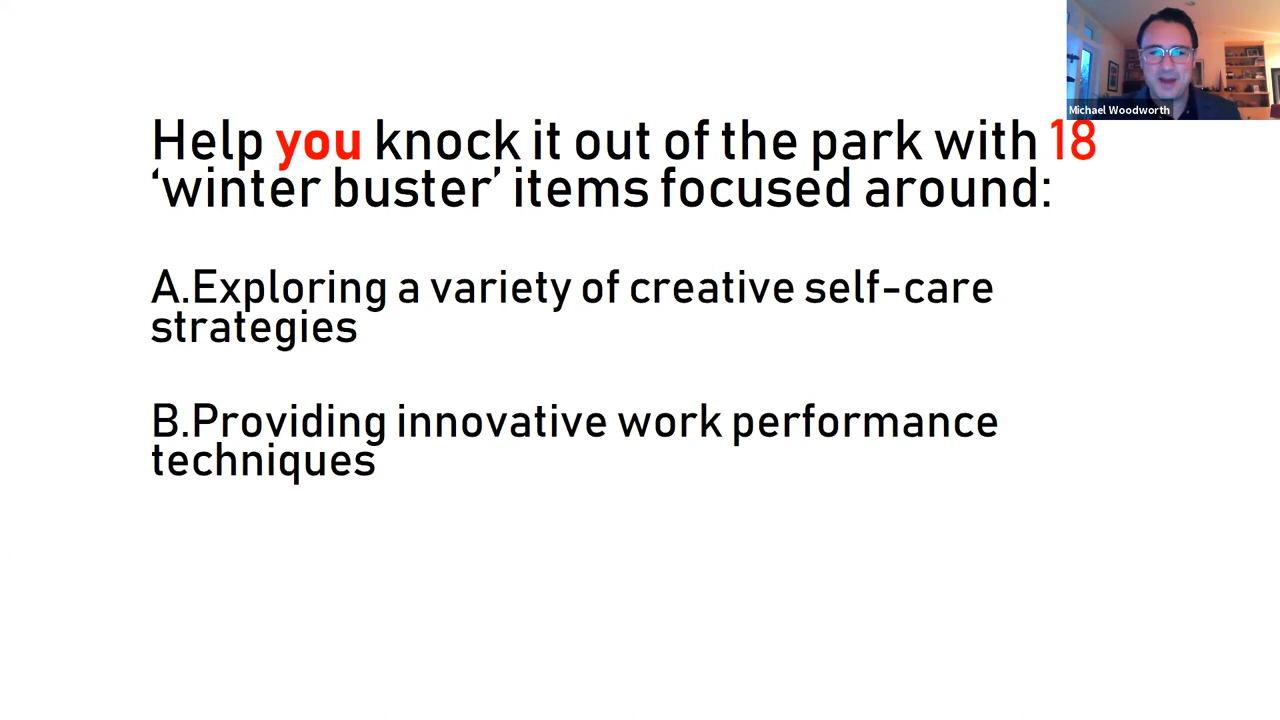 Michael Woodworth
Help you knock it out of the park with 18
‘winter buster’ items focused around:
A.Exploring a variety of creative self-care
strategies
B.Providing innovative work performance
techniques